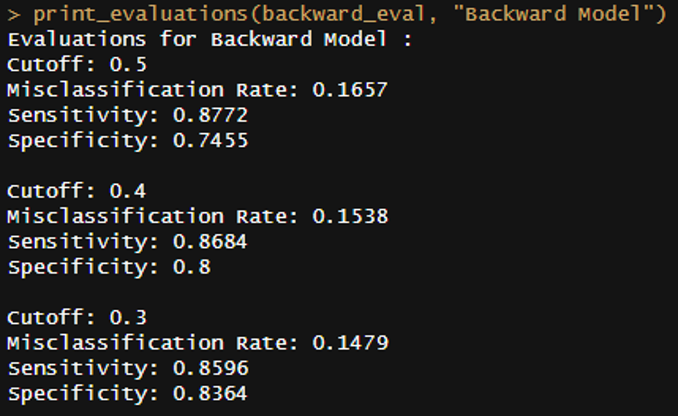 > print_evaluations(backward_eval, "Backward Model")
Evaluations for Backward Model :
Cutoff: 0.5
Misclassification Rate: 0.1657
Sensitivity: 0.8772
Specificity: 0.7455
Cutoff: 0.4
Misclassification Rate: 0.1538
Sensitivity: 0.8684
Specificity: 0.8
Cutoff: 0.3
Misclassification Rate: 0.1479
Sensitivity: 0.8596
Specificity: 0.8364